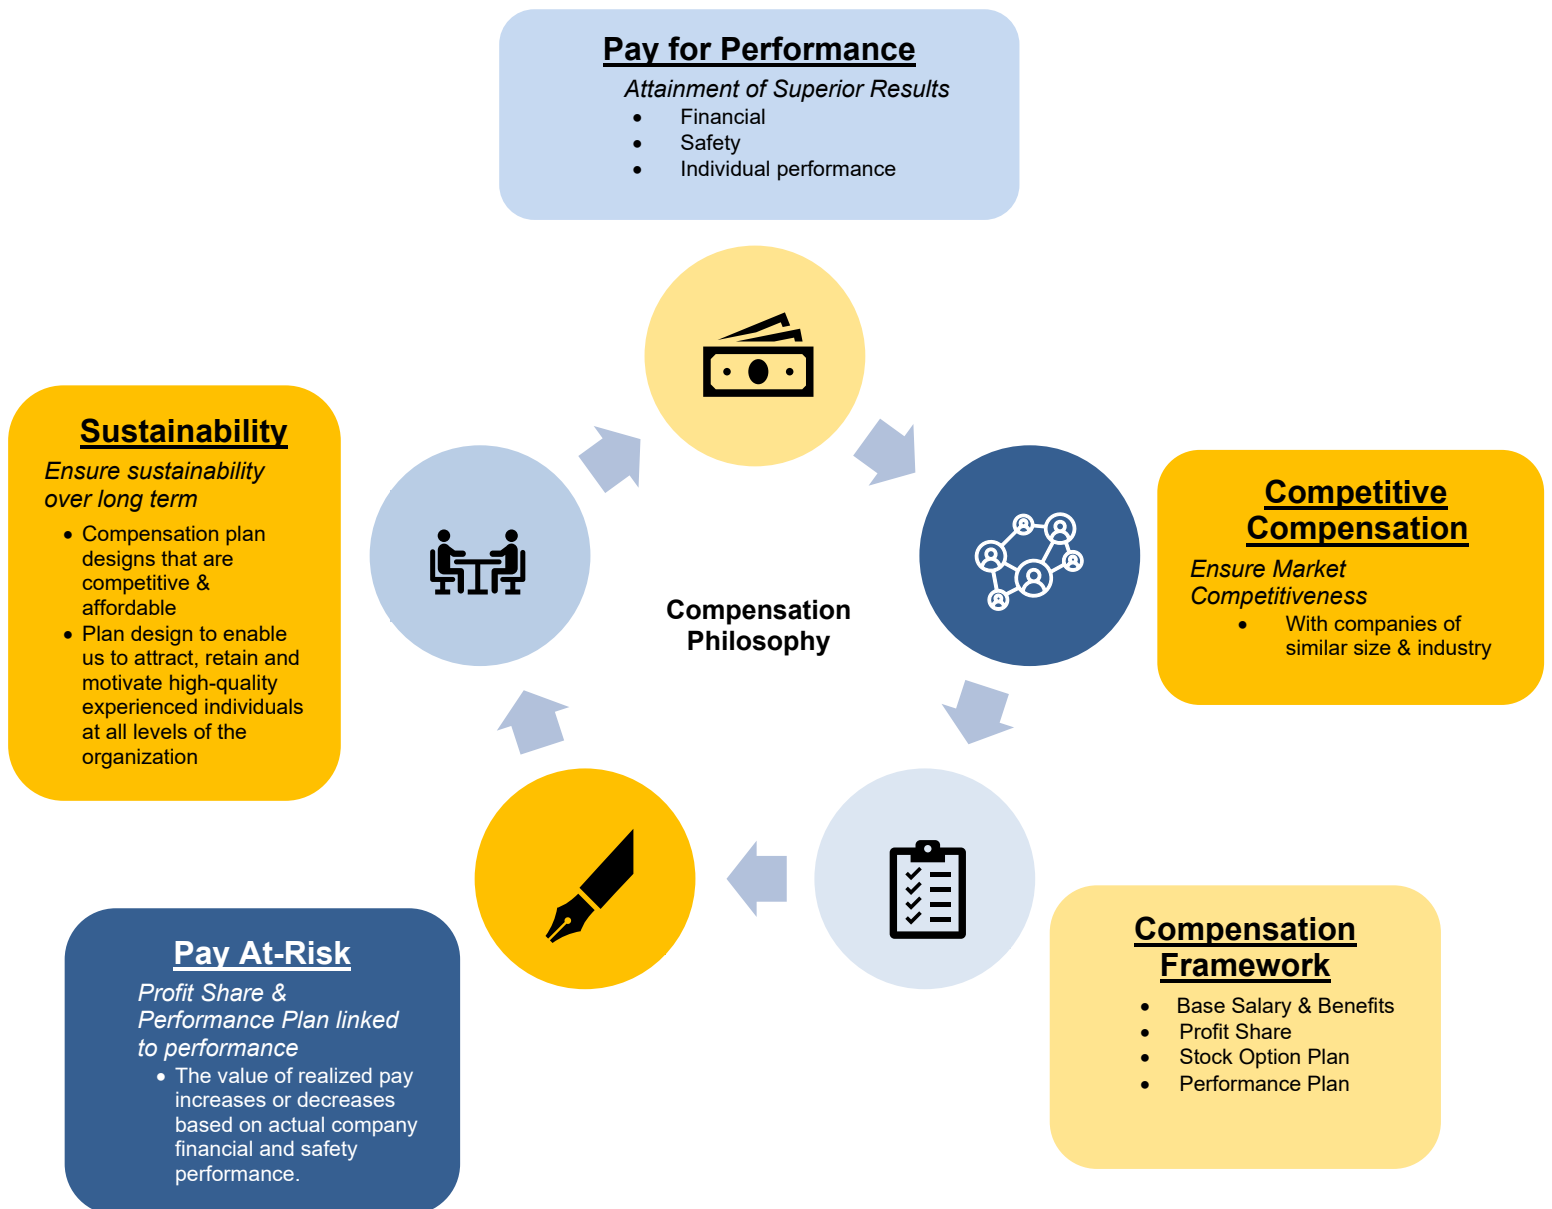 Pay for Performance
Attainment of Superior Results
• Financial
• Safety
• Individual performance
Sustainability
Ensure sustainability
over long term
• Compensation plan
designs that are
competitive &
affordable
• Plan design to enable
us to attract, retain and
motivate high-quality
experienced individuals
at all levels of the
organization
Compensation
Philosophy
Competitive
Compensation
Ensure Market
Competitiveness
• With companies of
similar size & industry
Pay At-Risk
Profit Share &
Performance Plan linked
to performance
• The value of realized pay
increases or decreases
based on actual company
financial and safety
performance.
Compensation
Framework
• Base Salary & Benefits
• Profit Share
• Stock Option Plan
• Performance Plan